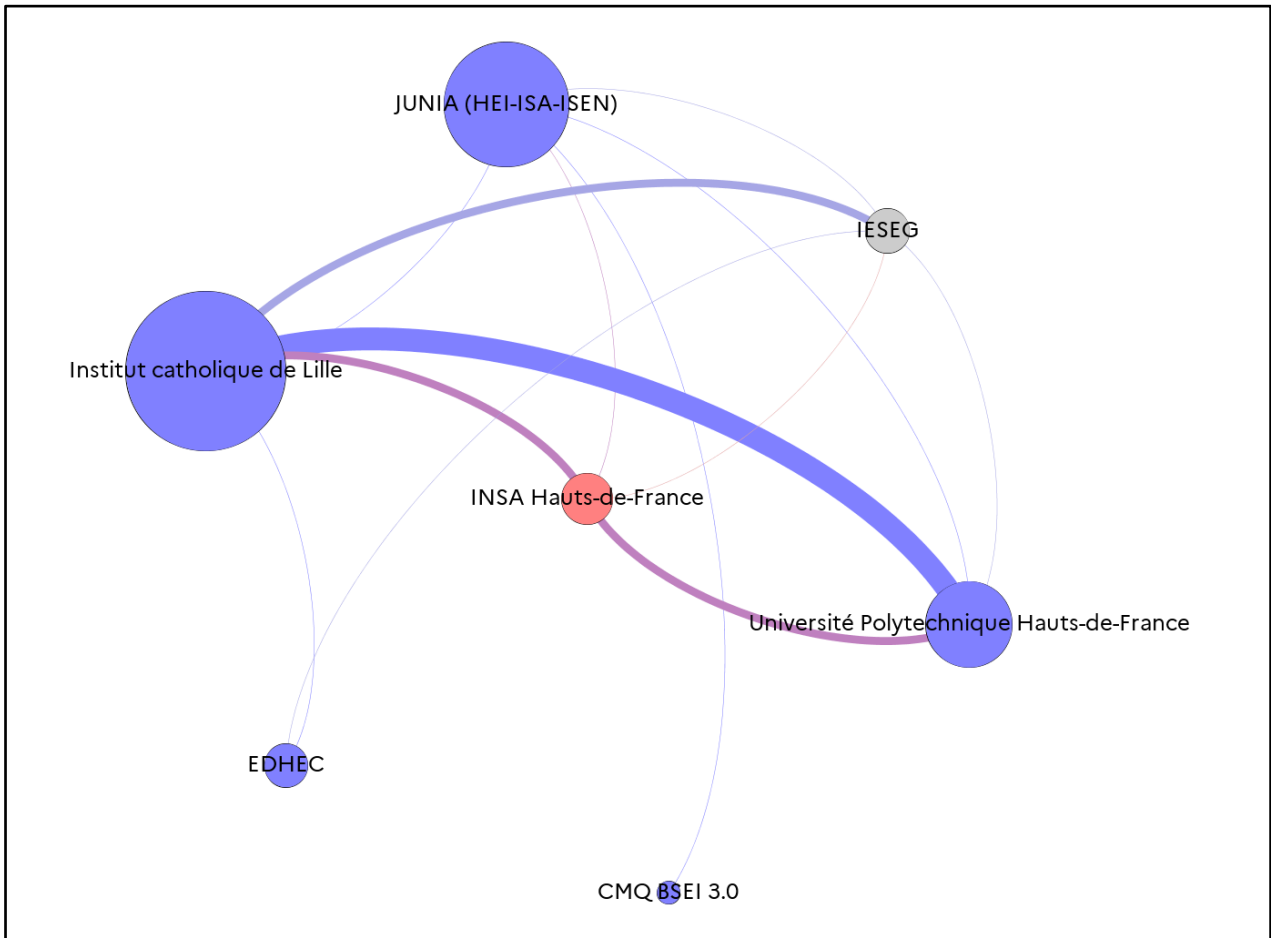 JUNIA (HEI-ISA-ISEN)
IESEG
Institut catholique de Lille
INSA Hauts-de-France
Université Polytechnique Hauts-de-France
EDHEC
CMQ BSEI 3.0